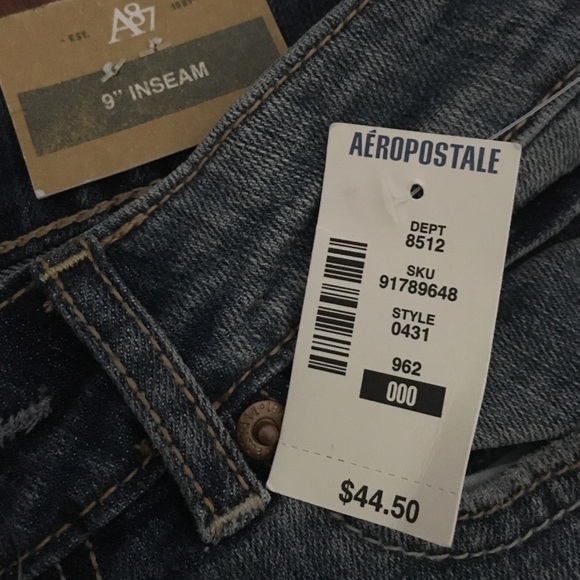 EST. A87 1987
9" INSEAM
AÉROPOSTALE
DEPT
8512
SKU
91789648
STYLE
0431
962
000
$44.50